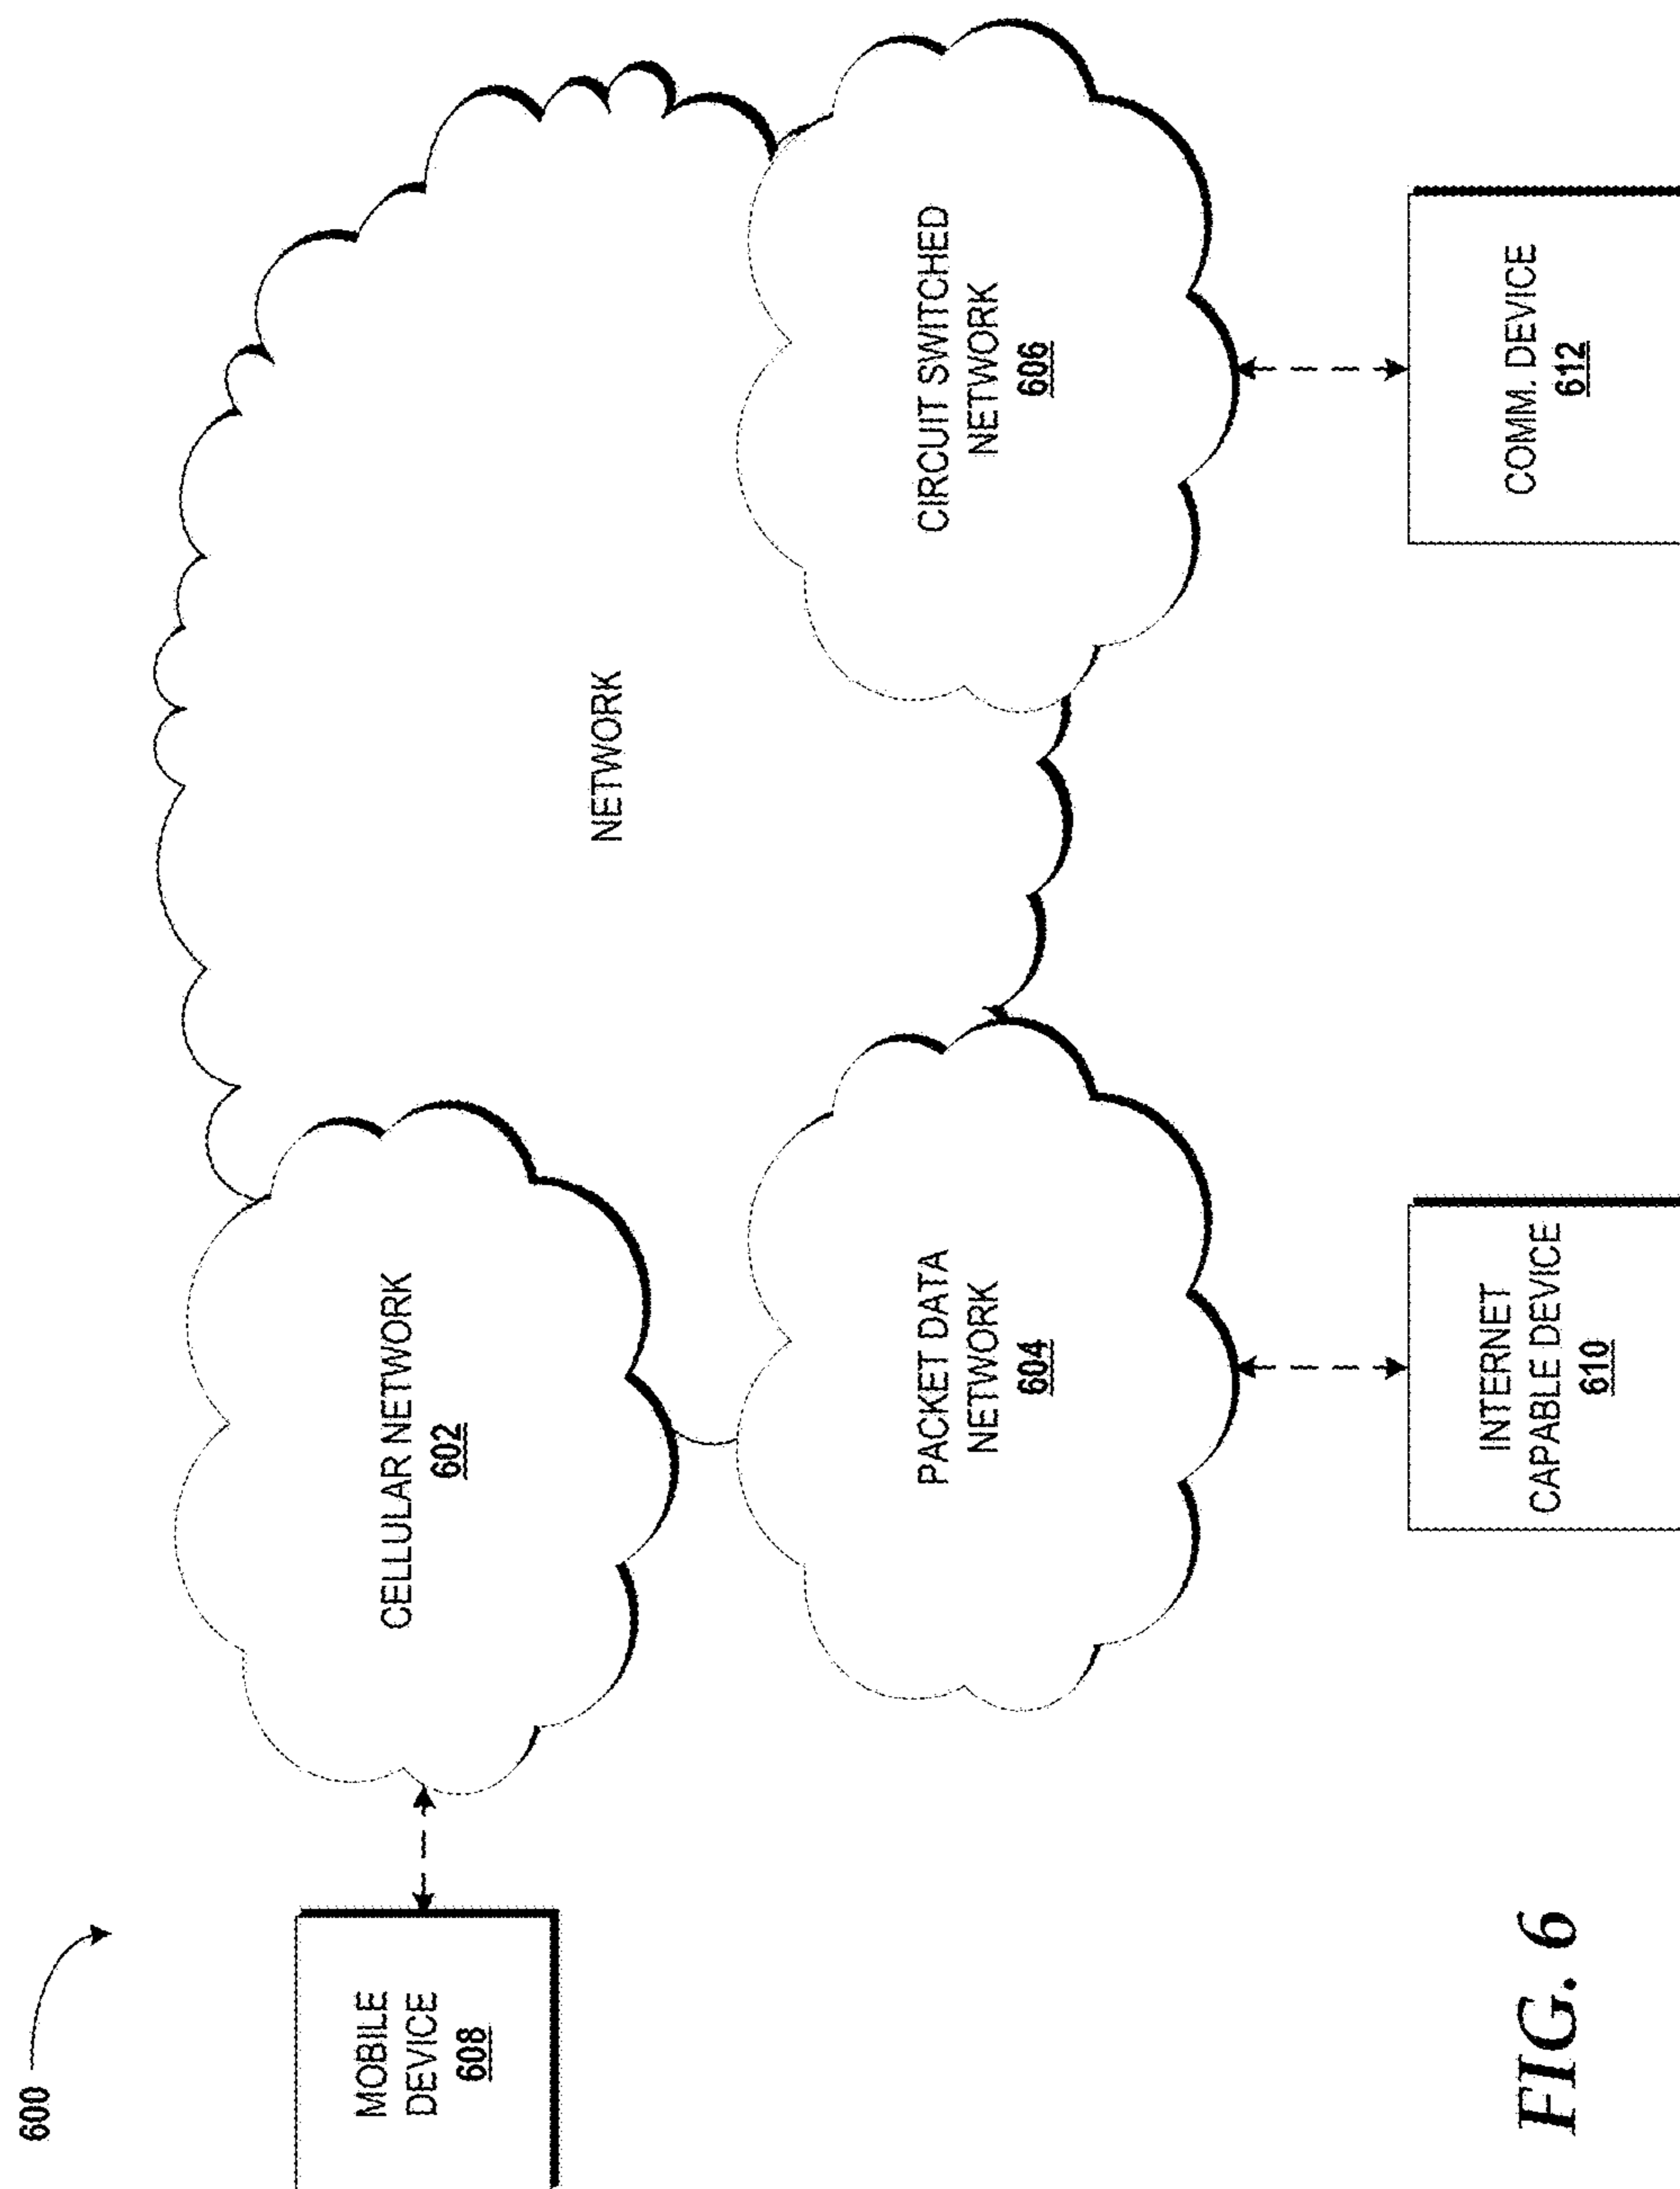 600
MOBILE
DEVICE
608
CELLULAR NETWORK
602
NETWORK
PACKET DATA
NETWORK
604
CIRCUIT SWITCHED
NETWORK
606
INTERNET
CAPABLE DEVICE
610
COMM. DEVICE
612
FIG. 6